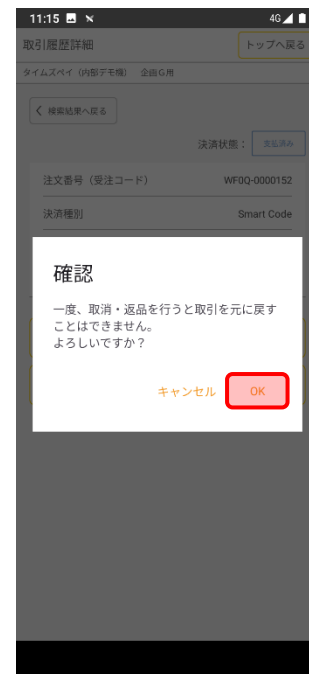 11:15
4G
取引履歴詳細
トップへ戻る
タイムズペイ（内部デモ機） 企画G用
検索結果へ戻る
決済状態： 支払済み
注文番号（受注コード） WF0Q-0000152
決済種別 Smart Code
確認
一度、取消・返品を行うと取引を元に戻す
ことはできません。
よろしいですか？
キャンセル OK